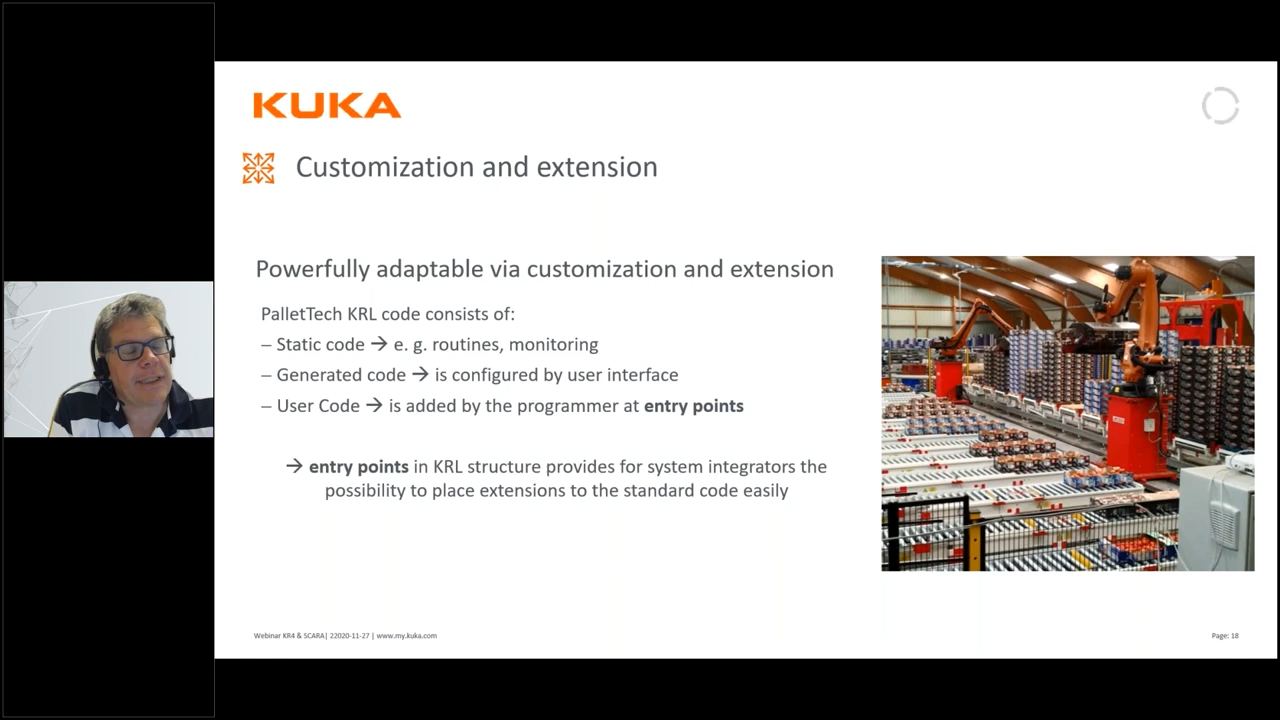 KUKA
Customization and extension
Powerfully adaptable via customization and extension
PalletTech KRL code consists of:
– Static code → e. g. routines, monitoring
– Generated code → is configured by user interface
– User Code → is added by the programmer at entry points
→ entry points in KRL structure provides for system integrators the
possibility to place extensions to the standard code easily
Webinar KR4 & SCARA| 22020-11-27 | www.my.kuka.com
Page: 18